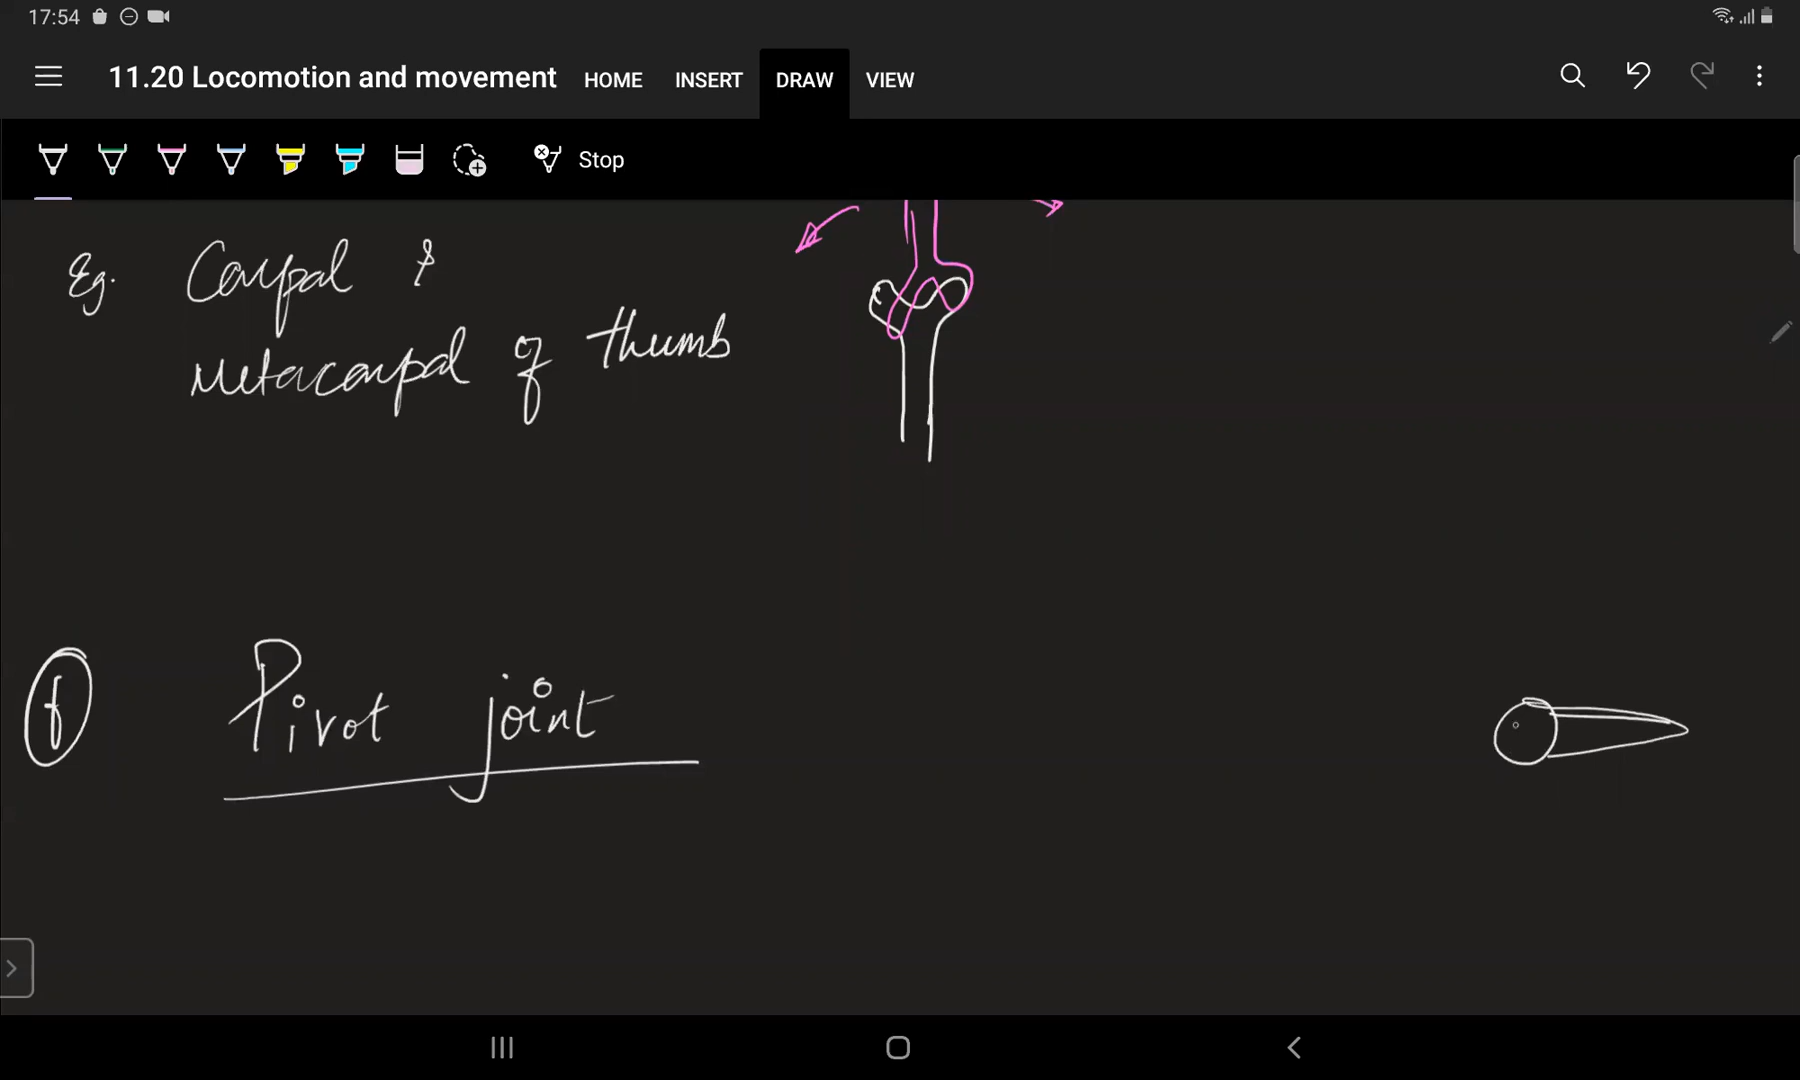 17:54
11.20 Locomotion and movement HOME INSERT DRAW VIEW
Stop
Eg. Carpal &
Metacarpal of thumb
f Pivot joint